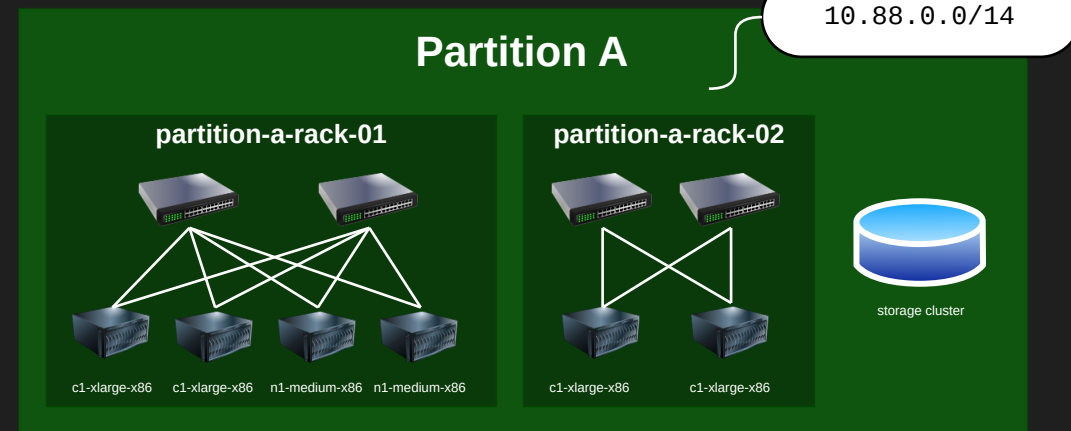 10.88.0.0/14
Partition A
partition-a-rack-01
partition-a-rack-02
storage cluster
c1-xlarge-x86 c1-xlarge-x86 n1-medium-x86 n1-medium-x86
c1-xlarge-x86 c1-xlarge-x86